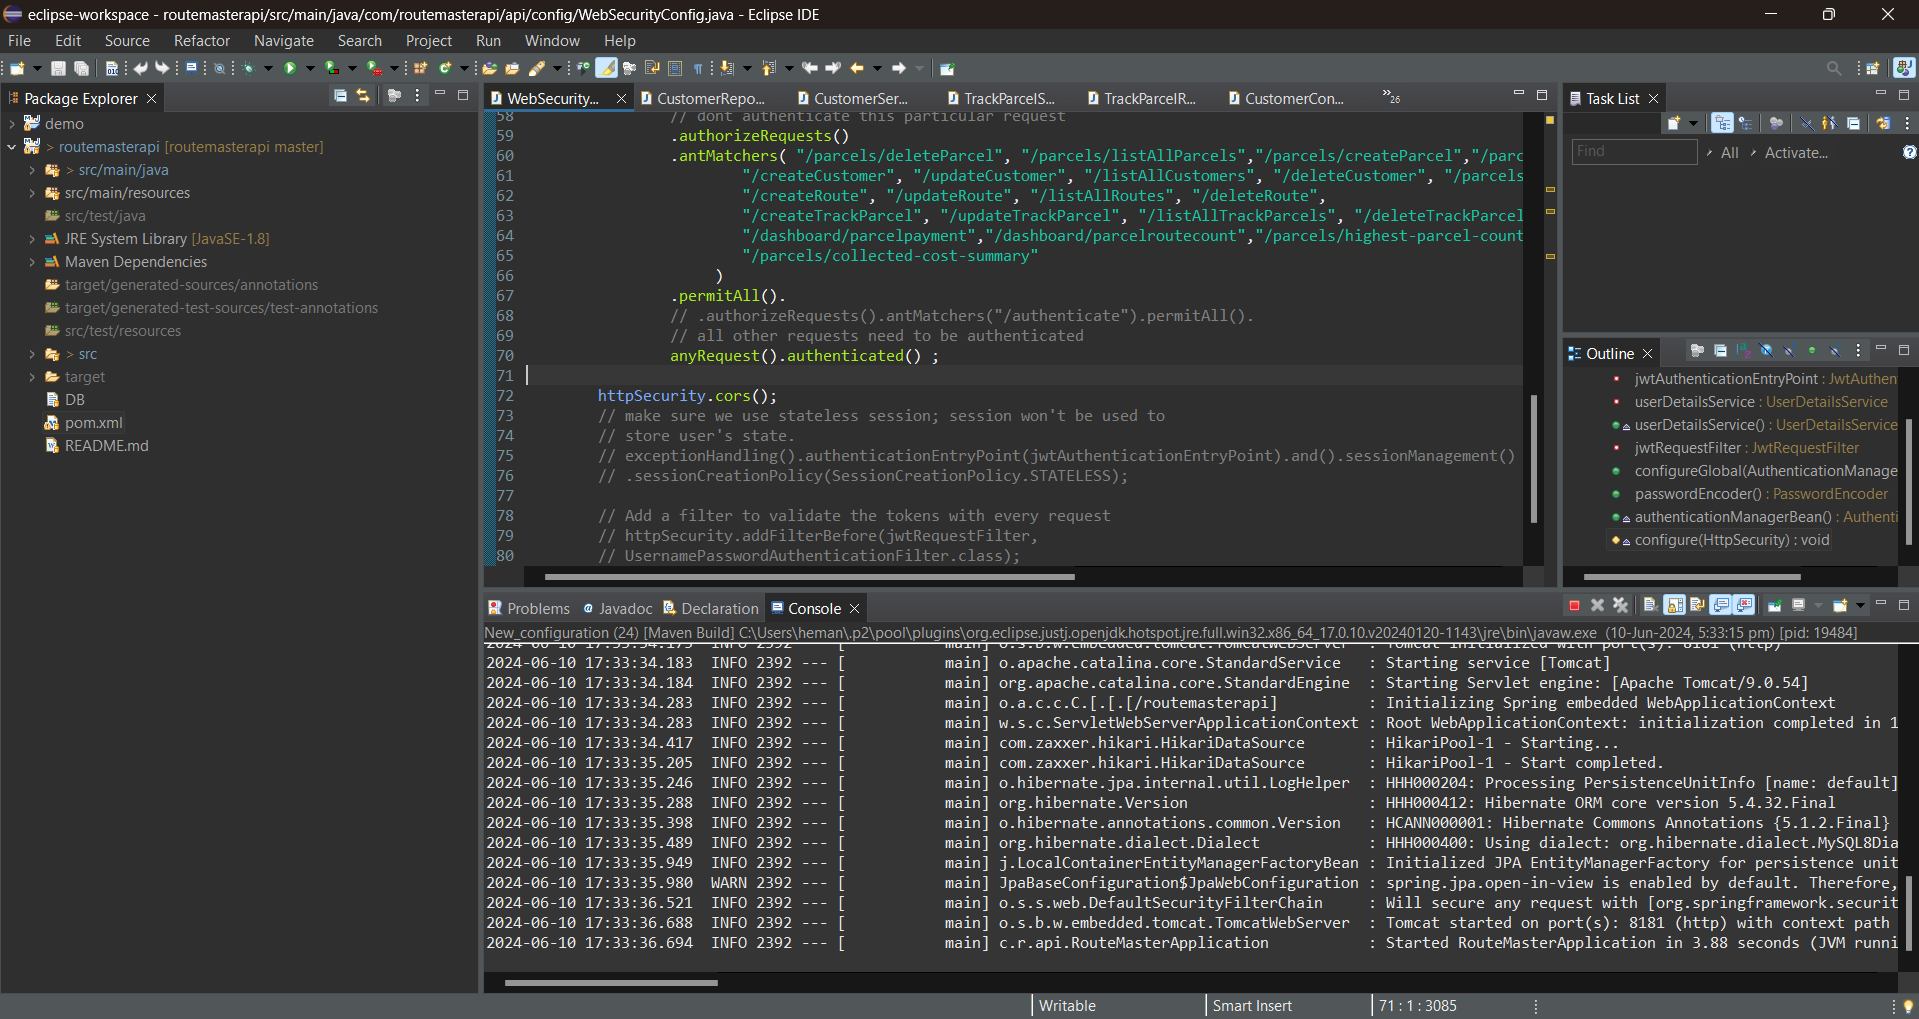 eclipse-workspace - routemasterapi/src/main/java/com/routemasterapi/api/config/WebSecurityConfig.java - Eclipse IDE
File Edit Source Refactor Navigate Search Project Run Window Help
Package Explorer
demo
> routemasterapi [routemasterapi master]
> src/main/java
src/main/resources
src/test/java
JRE System Library [JavaSE-1.8]
Maven Dependencies
target/generated-sources/annotations
target/generated-test-sources/test-annotations
src/test/resources
> src
target
DB
pom.xml
README.md
WebSecurity... CustomerRepo... CustomerSer... TrackParcelS... TrackParcelR... CustomerCon... »26
58 // dont authenticate this particular request
59 .authorizeRequests()
60 .antMatchers( "/parcels/deleteParcel", "/parcels/listAllParcels","/parcels/createParcel","/parc
61 "/createCustomer", "/updateCustomer", "/listAllCustomers", "/deleteCustomer", "/parcels
62 "/createRoute", "/updateRoute", "/listAllRoutes", "/deleteRoute",
63 "/createTrackParcel", "/updateTrackParcel", "/listAllTrackParcels", "/deleteTrackParcel
64 "/dashboard/parcelpayment","/dashboard/parcelroutecount","/parcels/highest-parcel-count
65 "/parcels/collected-cost-summary"
66 )
67 .permitAll().
68 // .authorizeRequests().antMatchers("/authenticate").permitAll().
69 // all other requests need to be authenticated
70 anyRequest().authenticated() ;
71
72 httpSecurity.cors();
73 // make sure we use stateless session; session won't be used to
74 // store user's state.
75 // exceptionHandling().authenticationEntryPoint(jwtAuthenticationEntryPoint).and().sessionManagement()
76 // .sessionCreationPolicy(SessionCreationPolicy.STATELESS);
77
78 // Add a filter to validate the tokens with every request
79 // httpSecurity.addFilterBefore(jwtRequestFilter,
80 // UsernamePasswordAuthenticationFilter.class);
Task List
Find All Activate...
Outline
jwtAuthenticationEntryPoint : JwtAuthen
userDetailsService : UserDetailsService
userDetailsService() : UserDetailsService
jwtRequestFilter : JwtRequestFilter
configureGlobal(AuthenticationManage
passwordEncoder() : PasswordEncoder
authenticationManagerBean() : Authenti
configure(HttpSecurity) : void
Problems Javadoc Declaration Console
New_configuration (24) [Maven Build] C:\Users\heman\.p2\pool\plugins\org.eclipse.justj.openjdk.hotspot.jre.full.win32.x86_64_17.0.10.v20240120-1143\jre\bin\javaw.exe (10-Jun-2024, 5:33:15 pm) [pid: 19484]
2024-06-10 17:33:34.175 INFO 2392 --- [ main] o.s.b.w.embedded.tomcat.TomcatWebServer : Tomcat initialized with port(s): 8181 (http)
2024-06-10 17:33:34.183 INFO 2392 --- [ main] o.apache.catalina.core.StandardService : Starting service [Tomcat]
2024-06-10 17:33:34.184 INFO 2392 --- [ main] org.apache.catalina.core.StandardEngine : Starting Servlet engine: [Apache Tomcat/9.0.54]
2024-06-10 17:33:34.283 INFO 2392 --- [ main] o.a.c.c.C.[.[.[/routemasterapi] : Initializing Spring embedded WebApplicationContext
2024-06-10 17:33:34.283 INFO 2392 --- [ main] w.s.c.ServletWebServerApplicationContext : Root WebApplicationContext: initialization completed in 1
2024-06-10 17:33:34.417 INFO 2392 --- [ main] com.zaxxer.hikari.HikariDataSource : HikariPool-1 - Starting...
2024-06-10 17:33:35.205 INFO 2392 --- [ main] com.zaxxer.hikari.HikariDataSource : HikariPool-1 - Start completed.
2024-06-10 17:33:35.246 INFO 2392 --- [ main] o.hibernate.jpa.internal.util.LogHelper : HHH000204: Processing PersistenceUnitInfo [name: default]
2024-06-10 17:33:35.288 INFO 2392 --- [ main] org.hibernate.Version : HHH000412: Hibernate ORM core version 5.4.32.Final
2024-06-10 17:33:35.398 INFO 2392 --- [ main] o.hibernate.annotations.common.Version : HCANN000001: Hibernate Commons Annotations {5.1.2.Final}
2024-06-10 17:33:35.489 INFO 2392 --- [ main] org.hibernate.dialect.Dialect : HHH000400: Using dialect: org.hibernate.dialect.MySQL8Dia
2024-06-10 17:33:35.949 INFO 2392 --- [ main] j.LocalContainerEntityManagerFactoryBean : Initialized JPA EntityManagerFactory for persistence unit
2024-06-10 17:33:35.980 WARN 2392 --- [ main] JpaBaseConfiguration$JpaWebConfiguration : spring.jpa.open-in-view is enabled by default. Therefore,
2024-06-10 17:33:36.521 INFO 2392 --- [ main] o.s.s.web.DefaultSecurityFilterChain : Will secure any request with [org.springframework.securit
2024-06-10 17:33:36.688 INFO 2392 --- [ main] o.s.b.w.embedded.tomcat.TomcatWebServer : Tomcat started on port(s): 8181 (http) with context path
2024-06-10 17:33:36.694 INFO 2392 --- [ main] c.r.api.RouteMasterApplication : Started RouteMasterApplication in 3.88 seconds (JVM runni
Writable Smart Insert 71 : 1 : 3085